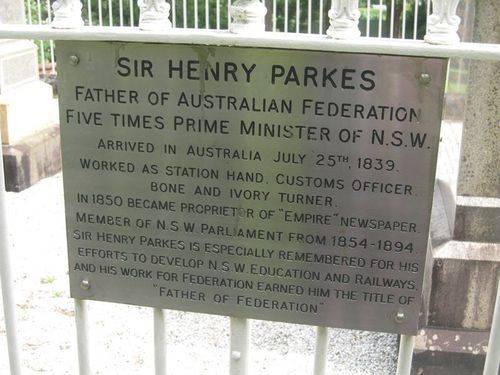 SIR HENRY PARKES
FATHER OF AUSTRALIAN FEDERATION
FIVE TIMES PRIME MINISTER OF N.S.W.
ARRIVED IN AUSTRALIA JULY 25TH, 1839.
WORKED AS STATION HAND, CUSTOMS OFFICER,
BONE AND IVORY TURNER.
IN 1850 BECAME PROPRIETOR OF "EMPIRE" NEWSPAPER.
MEMBER OF N.S.W. PARLIAMENT FROM 1854-1894.
SIR HENRY PARKES IS ESPECIALLY REMEMBERED FOR HIS
EFFORTS TO DEVELOP N.S.W. EDUCATION AND RAILWAYS,
AND HIS WORK FOR FEDERATION EARNED HIM THE TITLE OF
"FATHER OF FEDERATION"